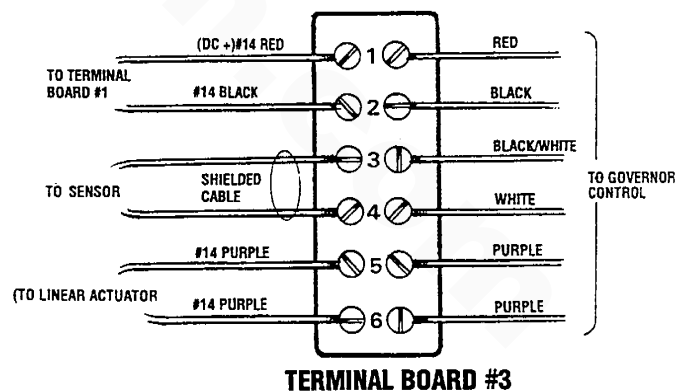 (DC +)#14 RED 1 RED
TO TERMINAL
BOARD #1
#14 BLACK 2 BLACK
3 BLACK/WHITE
TO SENSOR
SHIELDED
CABLE
TO GOVERNOR
CONTROL
4 WHITE
#14 PURPLE 5 PURPLE
(TO LINEAR ACTUATOR
#14 PURPLE 6 PURPLE
TERMINAL BOARD #3